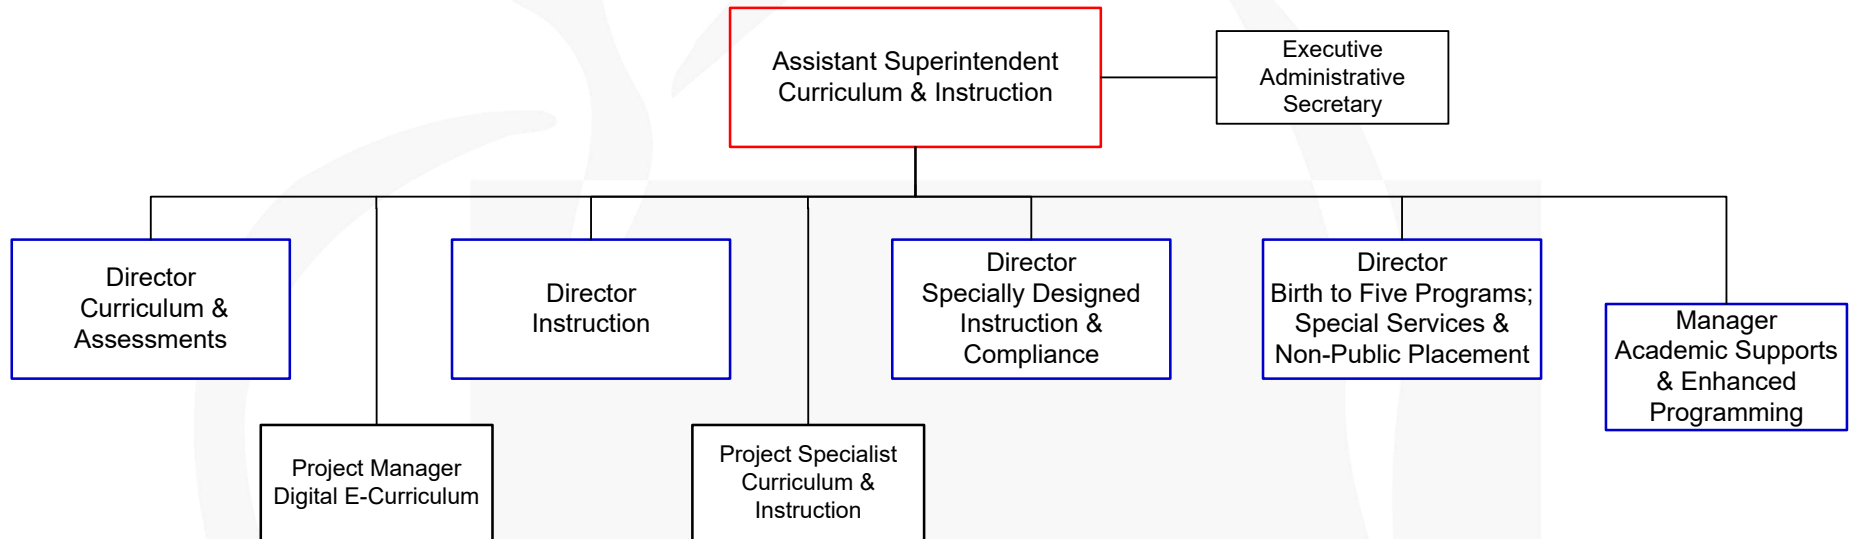 Assistant Superintendent
Curriculum & Instruction
Executive
Administrative
Secretary
Director
Curriculum &
Assessments
Director
Instruction
Director
Specially Designed
Instruction &
Compliance
Director
Birth to Five Programs;
Special Services &
Non-Public Placement
Manager
Academic Supports
& Enhanced
Programming
Project Manager
Digital E-Curriculum
Project Specialist
Curriculum &
Instruction